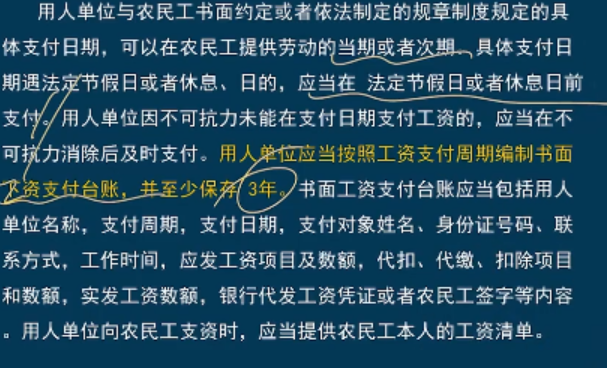 用人单位与农民工书面约定或者依法制定的规章制度规定的具
体支付日期，可以在农民工提供劳动的当期或者次期。具体支付日
期遇法定节假日或者休息、日的，应当在 法定节假日或者休息日前
支付。用人单位因不可抗力未能在支付日期支付工资的，应当在不
可抗力消除后及时支付。用人单位应当按照工资支付周期编制书面
工资支付台账，并至少保存 3年。书面工资支付台账应当包括用人
单位名称，支付周期，支付日期，支付对象姓名、身份证号码、联
系方式，工作时间，应发工资项目及数额，代扣、代缴、扣除项目
和数额，实发工资数额，银行代发工资凭证或者农民工签字等内容
。用人单位向农民工支资时，应当提供农民工本人的工资清单。